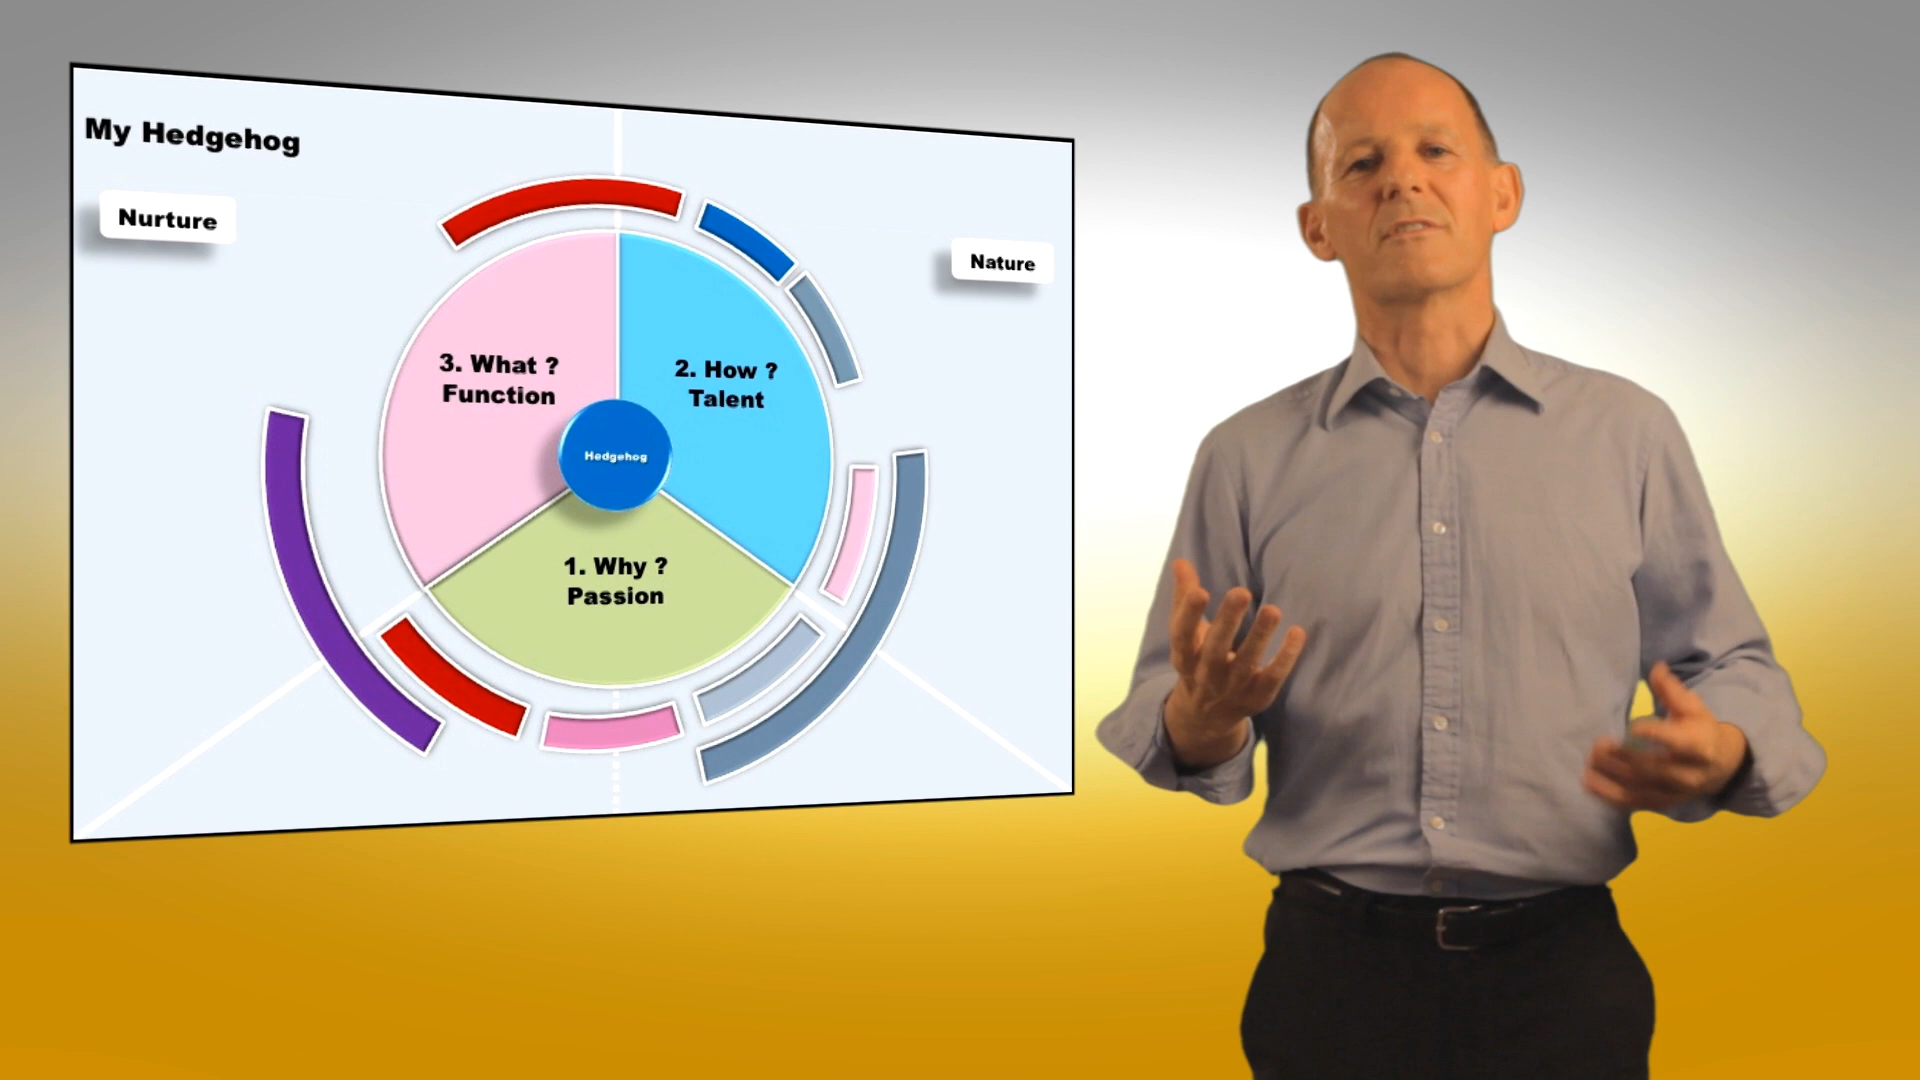 My Hedgehog
Nurture
Nature
3. What ?
Function
2. How ?
Talent
Hedgehog
1. Why ?
Passion